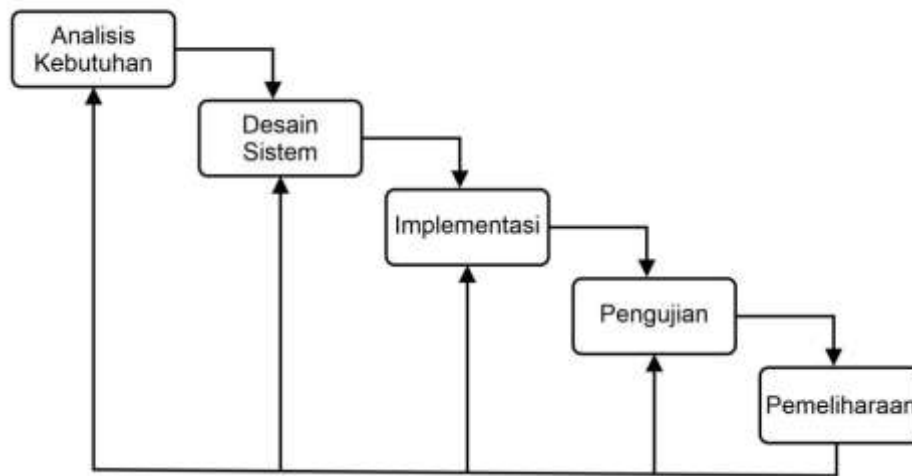 Analisis
Kebutuhan
Desain
Sistem
Implementasi
Pengujian
Pemeliharaan